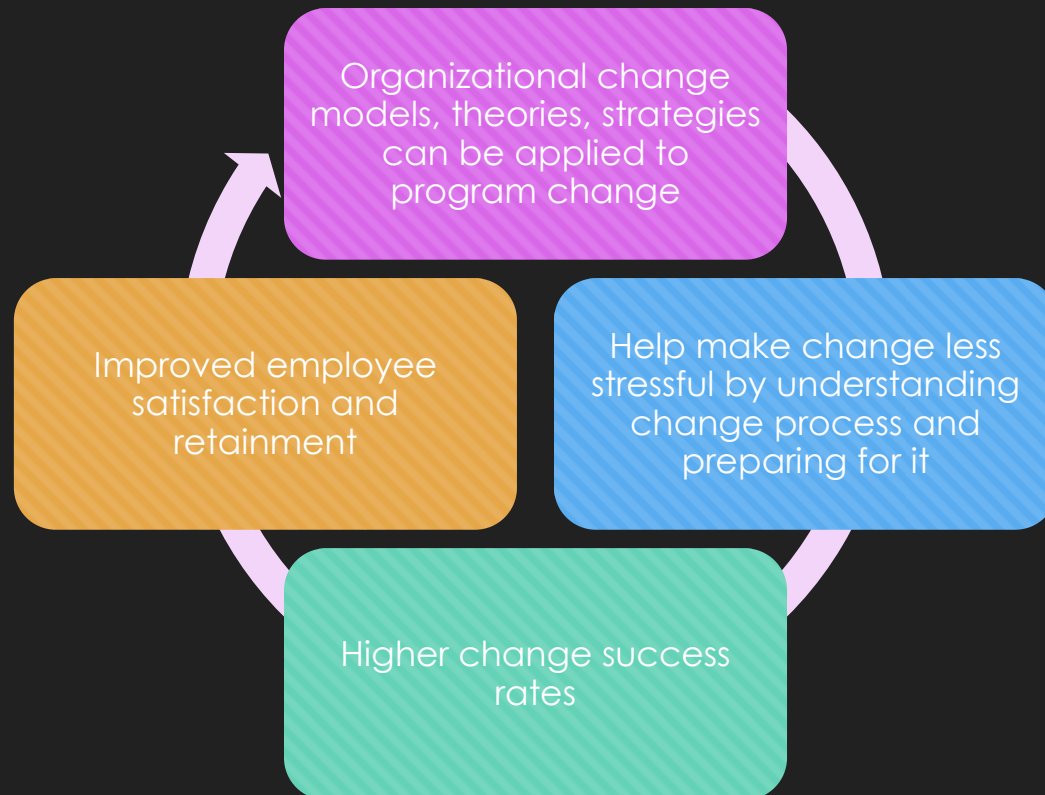 Organizational change
models, theories, strategies
can be applied to
program change
Help make change less
stressful by understanding
change process and
preparing for it
Higher change success
rates
Improved employee
satisfaction and
retainment